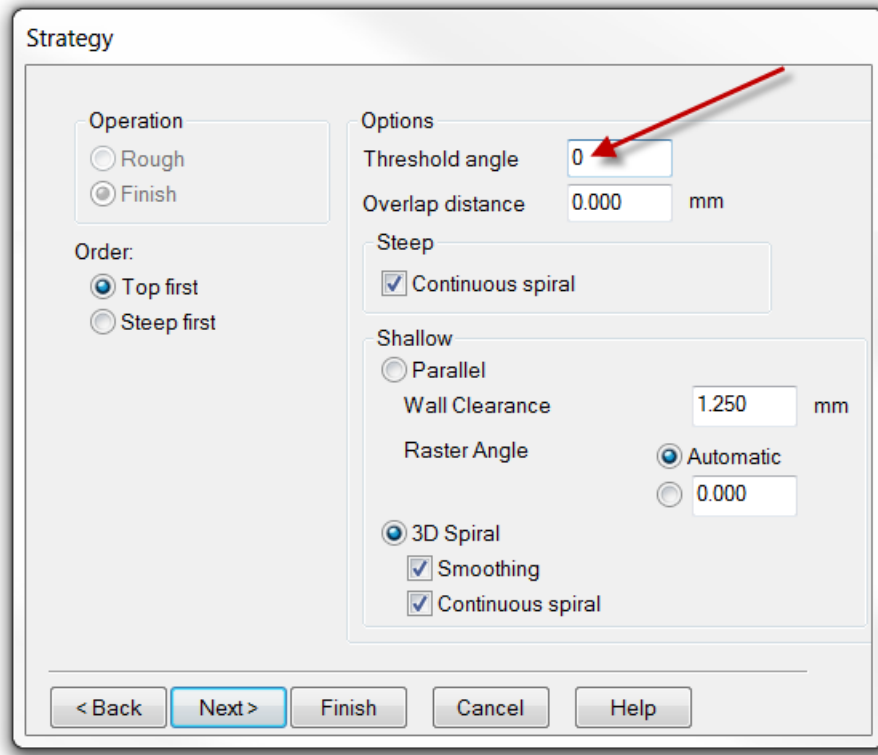 Strategy
Operation
Rough
Finish
Order:
Top first
Steep first
Options
Threshold angle 0
Overlap distance 0.000 mm
Steep
Continuous spiral
Shallow
Parallel
Wall Clearance 1.250 mm
Raster Angle Automatic
0.000
3D Spiral
Smoothing
Continuous spiral
< Back Next > Finish Cancel Help